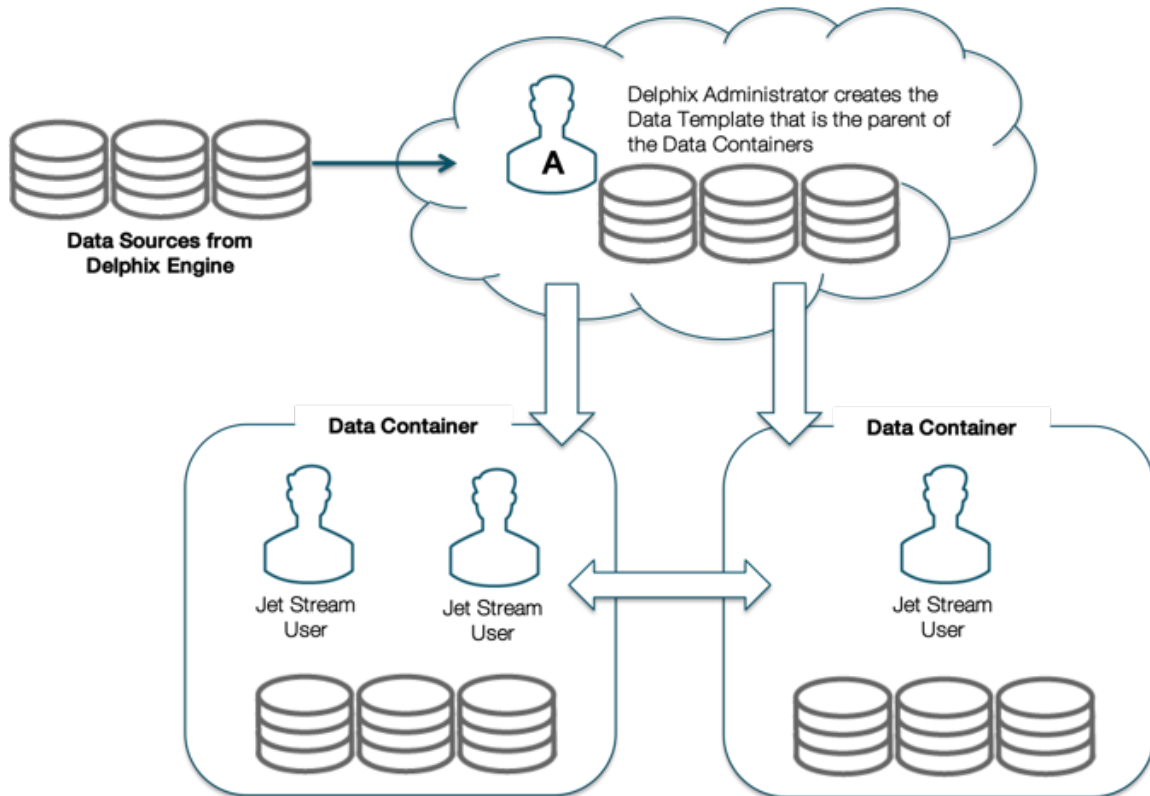 Delphix Administrator creates the
Data Template that is the parent of
the Data Containers
A
Data Sources from
Delphix Engine
Data Container
Data Container
Jet Stream
User
Jet Stream
User
Jet Stream
User